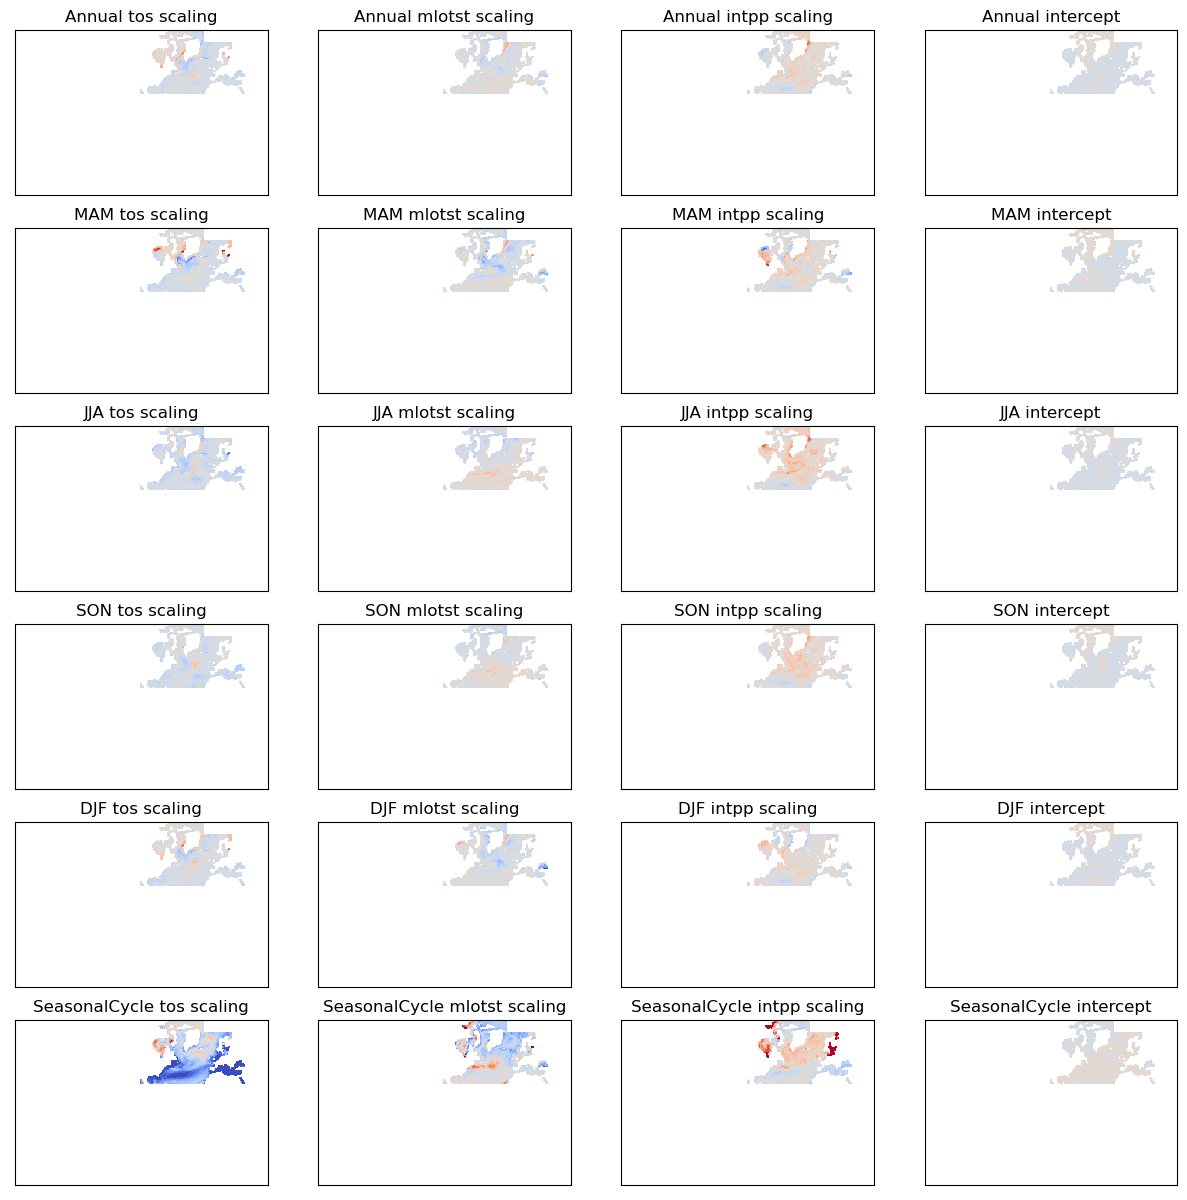 Annual tos scaling
Annual mlotst scaling
Annual intpp scaling
Annual intercept
MAM tos scaling
MAM mlotst scaling
MAM intpp scaling
MAM intercept
JJA tos scaling
JJA mlotst scaling
JJA intpp scaling
JJA intercept
SON tos scaling
SON mlotst scaling
SON intpp scaling
SON intercept
DJF tos scaling
DJF mlotst scaling
DJF intpp scaling
DJF intercept
SeasonalCycle tos scaling
SeasonalCycle mlotst scaling
SeasonalCycle intpp scaling
SeasonalCycle intercept